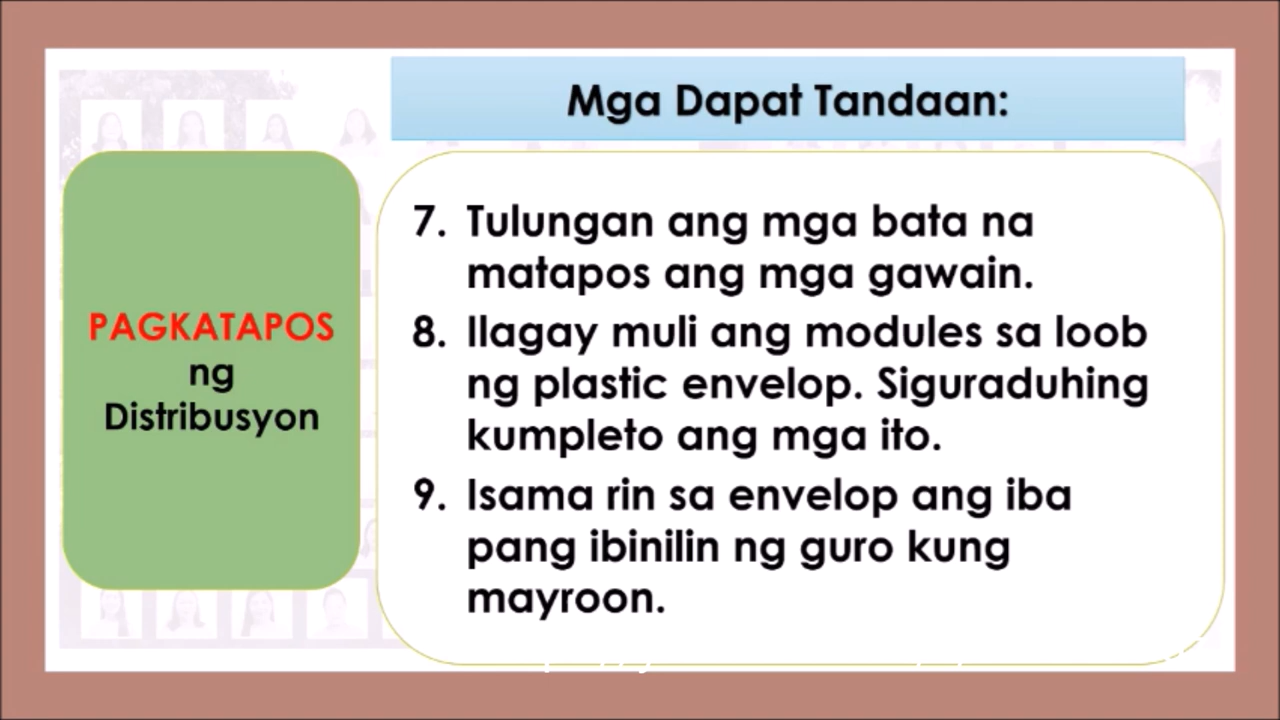 Mga Dapat Tandaan:
PAGKATAPOS
ng
Distribusyon
7. Tulungan ang mga bata na
matapos ang mga gawain.
8. Ilagay muli ang modules sa loob
ng plastic envelop. Siguraduhing
kumpleto ang mga ito.
9. Isama rin sa envelop ang iba
pang ibinilin ng guro kung
mayroon.